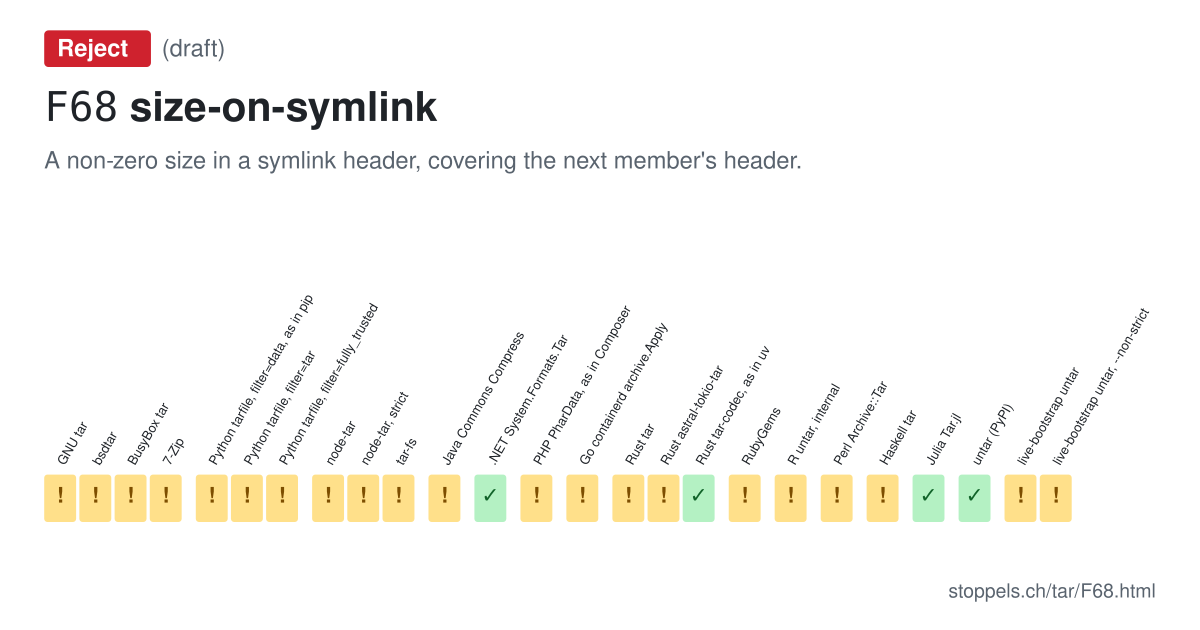 Reject (draft)
F68 size-on-symlink
A non-zero size in a symlink header, covering the next member's header.
GNU tar
bsdtar
BusyBox tar
7-Zip
Python tarfile, filter=data, as in pip
Python tarfile, filter=tar
Python tarfile, filter=fully_trusted
node-tar
node-tar, strict
tar-fs
Java Commons Compress
.NET System.Formats.Tar
PHP PharData, as in Composer
Go containerd archive.Apply
Rust tar
Rust astral-tokio-tar
Rust tar-codec, as in uv
RubyGems
R untar, internal
Perl Archive::Tar
Haskell tar
Julia Tar.jl
untar (PyPI)
live-bootstrap untar
live-bootstrap untar, --non-strict
! ! ! ! ! ! ! ! ! ! ! ✓ ! ! ! ! ✓ ! ! ! ! ✓ ✓ ! !
stoppels.ch/tar/F68.html